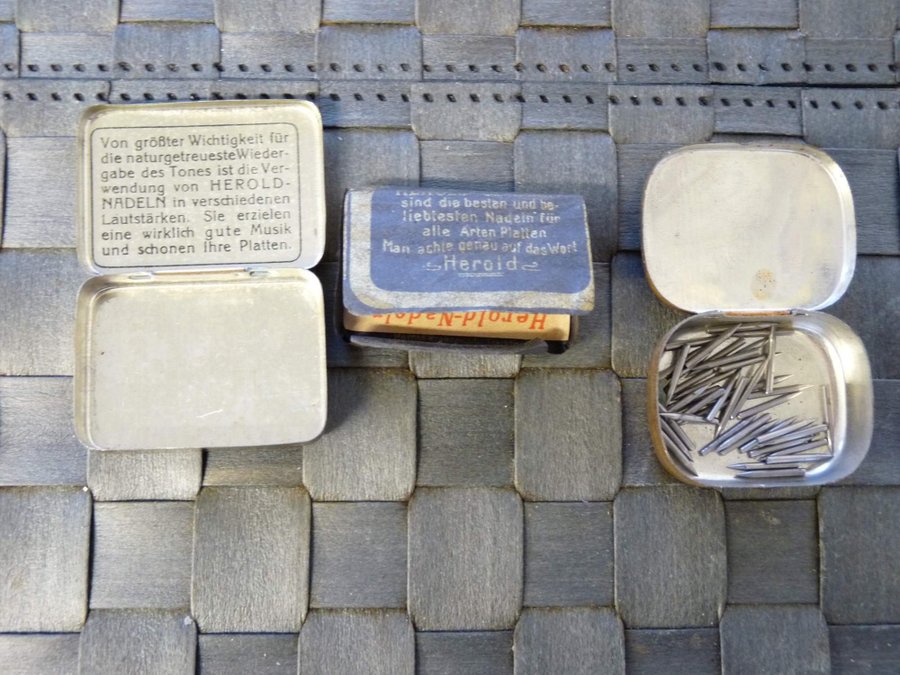 Von größter Wichtigkeit für
die naturgetreueste Wieder-
gabe des Tones ist die Ver-
wendung von HEROLD-
NADELN in verschiedenen
Lautstärken. Sie erzielen
eine wirklich gute Musik
und schonen Ihre Platten.
sind die besten und be-
liebtesten Nadeln für
alle Arten Platten
Man achte genau auf das Wort
Herold
Herold-Nadeln